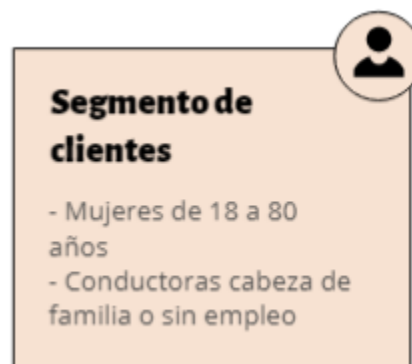 Segmento de
clientes
- Mujeres de 18 a 80
años
- Conductoras cabeza de
familia o sin empleo